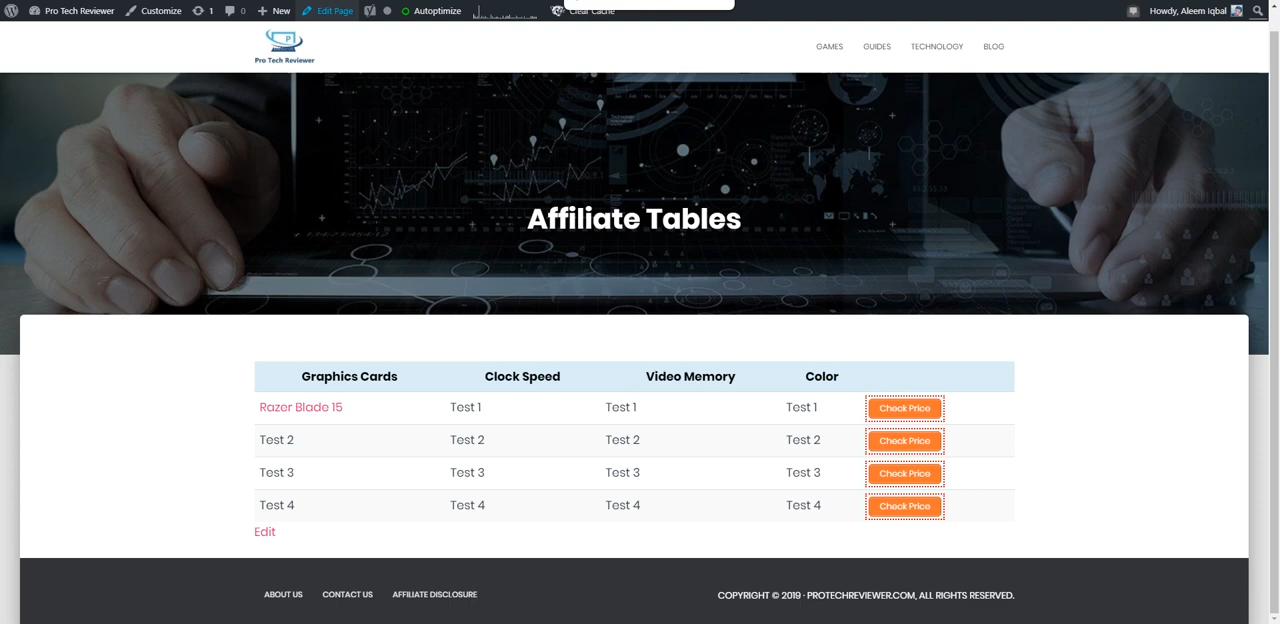 Pro Tech Reviewer Customize 1 0 New Edit Page Autoptimize Clear Cache Howdy, Aleem Iqbal
P
Pro Tech Reviewer
GAMES GUIDES TECHNOLOGY BLOG
Affiliate Tables
Graphics Cards Clock Speed Video Memory Color
Razer Blade 15 Test 1 Test 1 Test 1 Check Price
Test 2 Test 2 Test 2 Test 2 Check Price
Test 3 Test 3 Test 3 Test 3 Check Price
Test 4 Test 4 Test 4 Test 4 Check Price
Edit
ABOUT US CONTACT US AFFILIATE DISCLOSURE COPYRIGHT © 2019 · PROTECHREVIEWER.COM, ALL RIGHTS RESERVED.